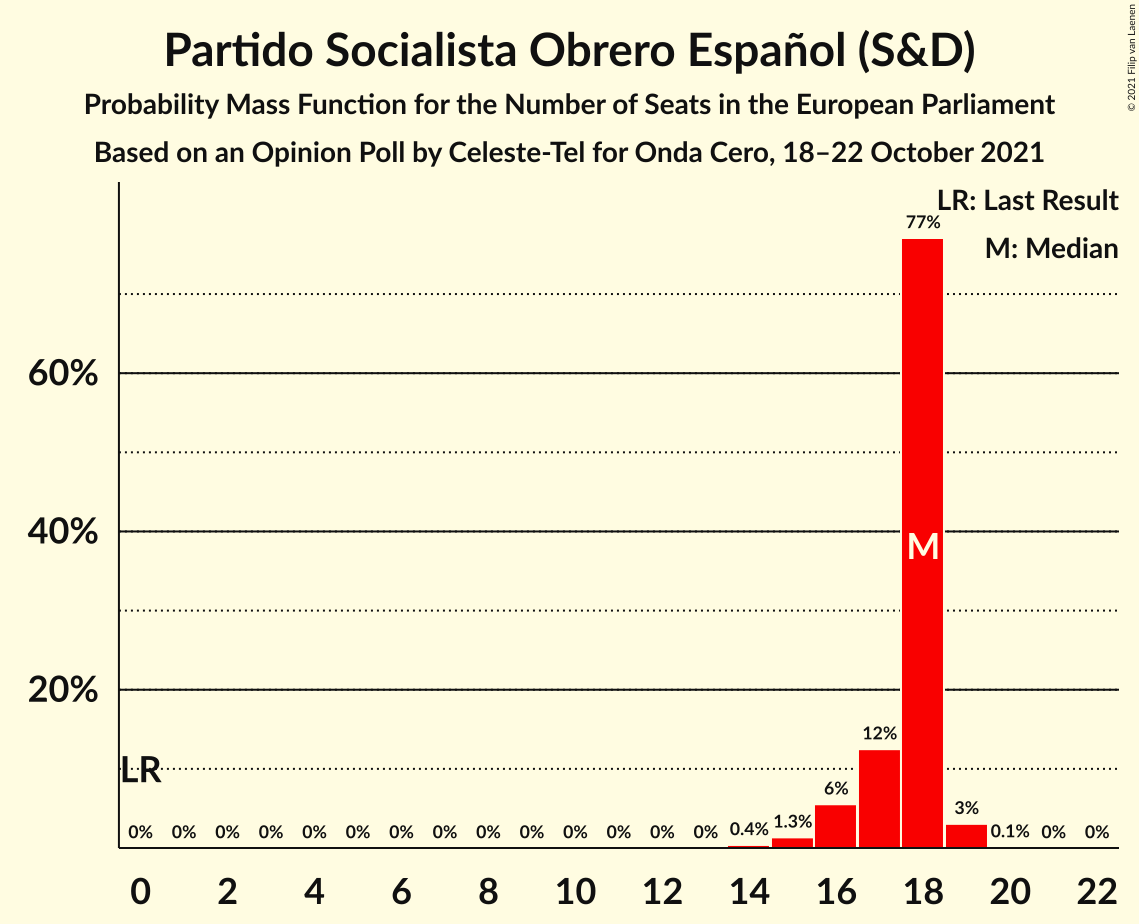 Partido Socialista Obrero Español (S&D)
Probability Mass Function for the Number of Seats in the European Parliament
Based on an Opinion Poll by Celeste-Tel for Onda Cero, 18–22 October 2021
© 2021 Filip van Laenen
LR: Last Result
M: Median
77%
60%
40%
M
20%
12%
LR
6%
3%
0% 0% 0% 0% 0% 0% 0% 0% 0% 0% 0% 0% 0% 0% 0.4% 1.3% 0.1% 0% 0%
0 2 4 6 8 10 12 14 16 18 20 22